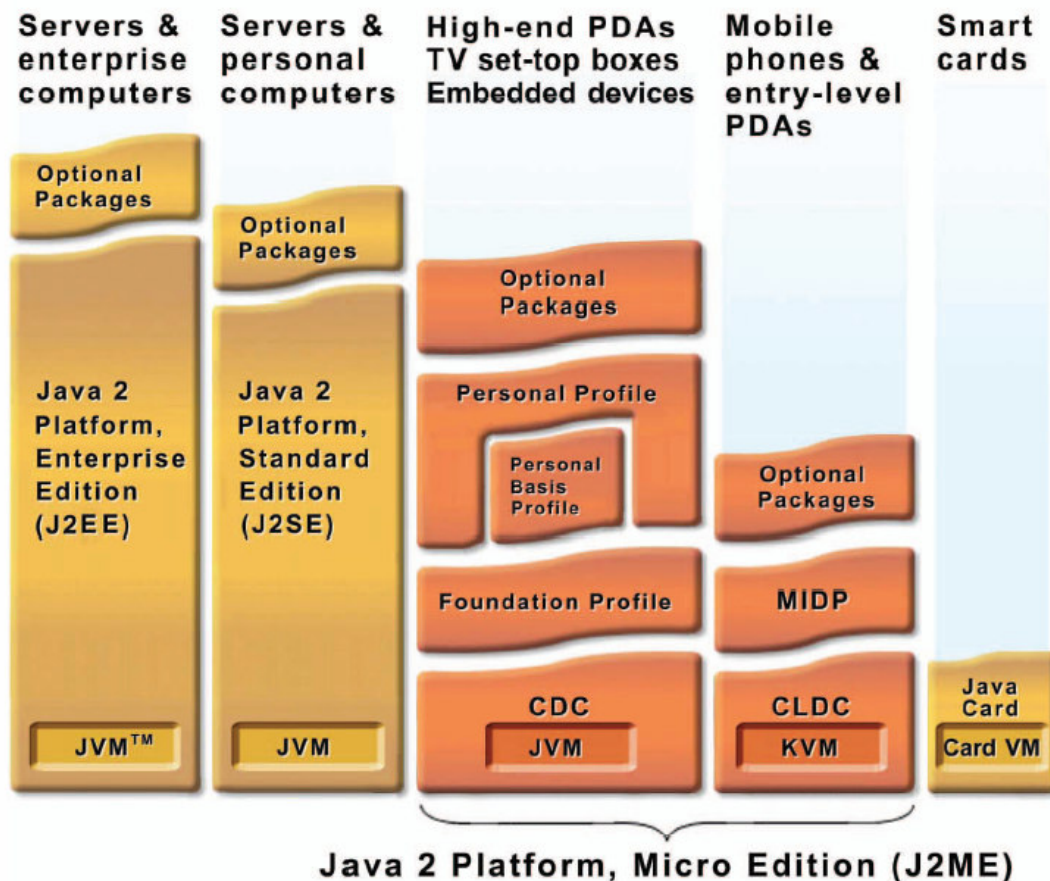 Servers &
enterprise
computers
Servers &
personal
computers
High-end PDAs
TV set-top boxes
Embedded devices
Mobile
phones &
entry-level
PDAs
Smart
cards
Optional
Packages
Java 2
Platform,
Enterprise
Edition
(J2EE)
JVM™
Optional
Packages
Java 2
Platform,
Standard
Edition
(J2SE)
JVM
Optional
Packages
Personal Profile
Personal
Basis
Profile
Foundation Profile
CDC
JVM
Optional
Packages
MIDP
CLDC
KVM
Java
Card
Card VM
Java 2 Platform, Micro Edition (J2ME)